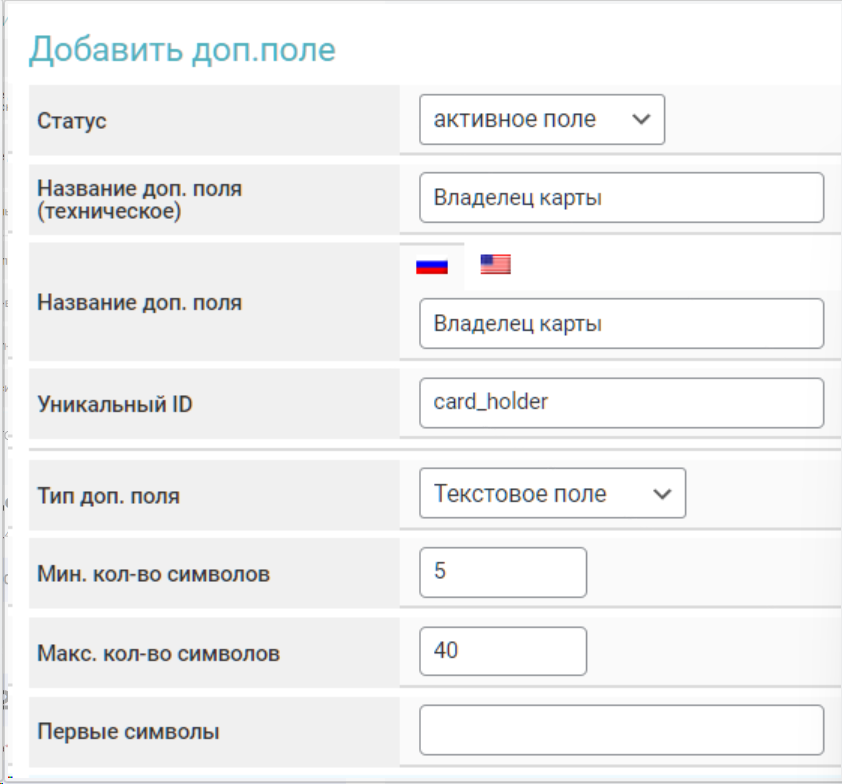 Добавить доп.поле
Статус
активное поле
Название доп. поля
(техническое)
Владелец карты
Название доп. поля
Владелец карты
Уникальный ID
card_holder
Тип доп. поля
Текстовое поле
Мин. кол-во символов
5
Макс. кол-во символов
40
Первые символы